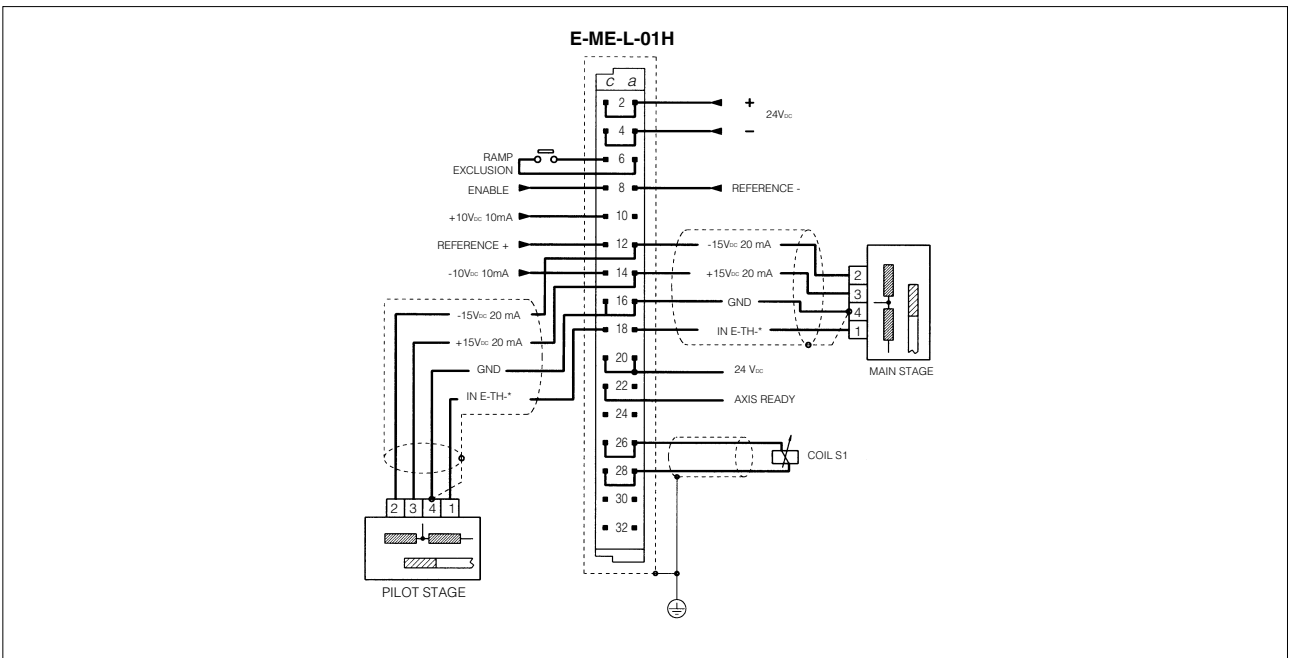 E-ME-L-01H
c a
2
+
24VDC
4
−
RAMP
EXCLUSION
6
ENABLE
8
REFERENCE -
+10VDC 10mA
10
REFERENCE +
12
-15VDC 20 mA
-10VDC 10mA
14
+15VDC 20 mA
16
GND
18
IN E-TH-*
2
3
4
1
MAIN STAGE
-15VDC 20 mA
+15VDC 20 mA
GND
IN E-TH-*
20
24 VDC
22
AXIS READY
24
26
COIL S1
28
30
32
2 3 4 1
PILOT STAGE